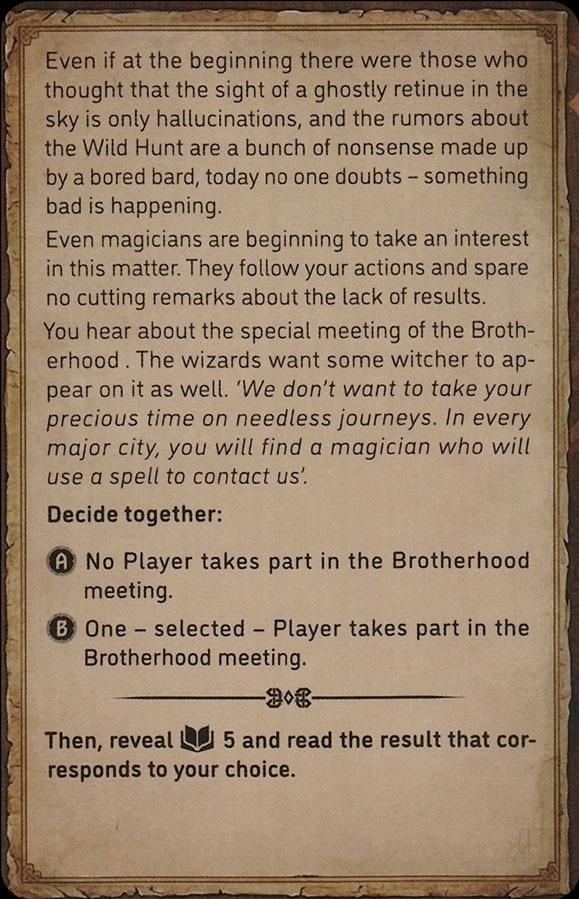 Even if at the beginning there were those who
thought that the sight of a ghostly retinue in the
sky is only hallucinations, and the rumors about
the Wild Hunt are a bunch of nonsense made up
by a bored bard, today no one doubts – something
bad is happening.
Even magicians are beginning to take an interest
in this matter. They follow your actions and spare
no cutting remarks about the lack of results.
You hear about the special meeting of the Broth-
erhood . The wizards want some witcher to ap-
pear on it as well. ‘We don’t want to take your
precious time on needless journeys. In every
major city, you will find a magician who will
use a spell to contact us’.
Decide together:
A No Player takes part in the Brotherhood
meeting.
B One – selected – Player takes part in the
Brotherhood meeting.
Then, reveal 5 and read the result that cor-
responds to your choice.